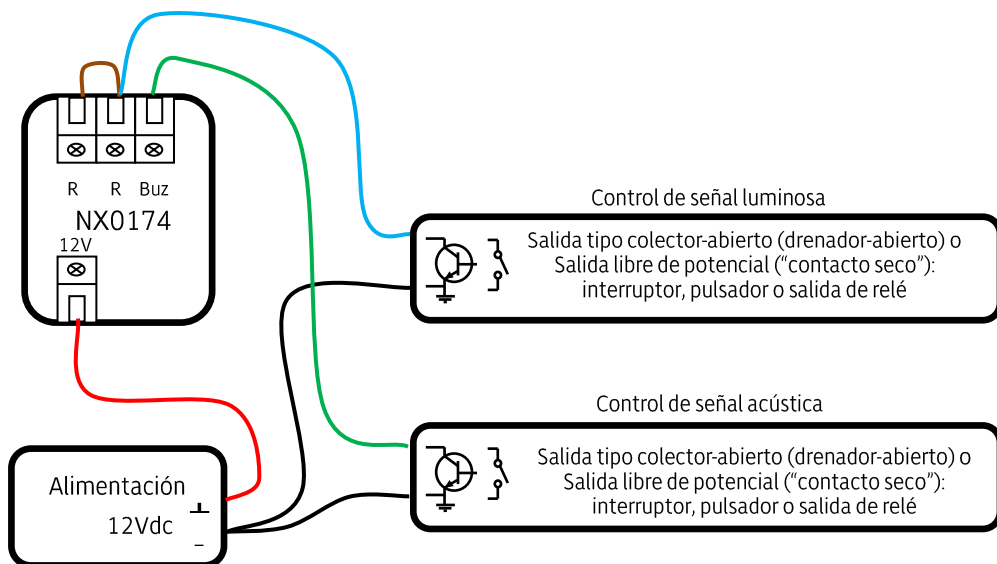 R R Buz
NX0174
12V
Control de señal luminosa
Salida tipo colector-abierto (drenador-abierto) o
Salida libre de potencial (“contacto seco”):
interruptor, pulsador o salida de relé
Control de señal acústica
Salida tipo colector-abierto (drenador-abierto) o
Salida libre de potencial (“contacto seco”):
interruptor, pulsador o salida de relé
Alimentación
12Vdc
+
-